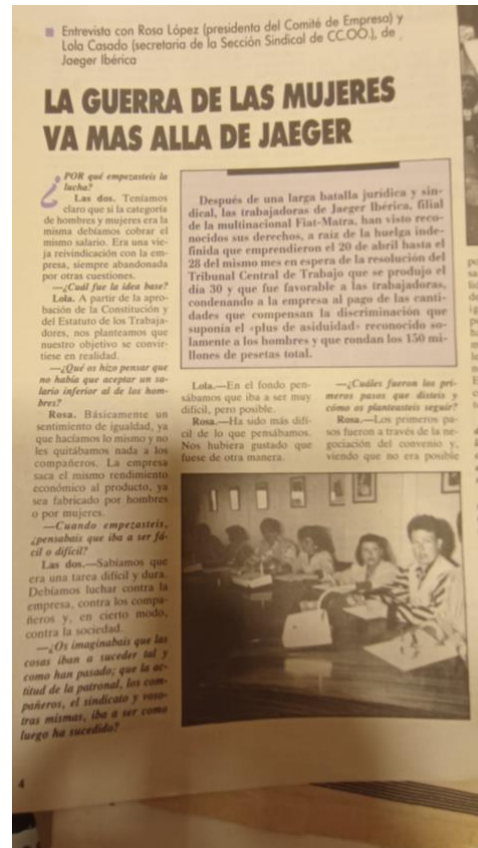 Entrevista con Rosa López (presidenta del Comité de Empresa) y
Lola Casado (secretaria de la Sección Sindical de CC.OO.), de
Jaeger Ibérica
LA GUERRA DE LAS MUJERES
VA MAS ALLA DE JAEGER
¿POR qué empezasteis la
lucha?
Las dos. Teníamos
claro que si la categoría
de hombres y mujeres era la
misma debíamos cobrar el
mismo salario. Era una vie-
ja reivindicación con la em-
presa, siempre abandonada
por otras cuestiones.
—¿Cuál fue la idea base?
Lola. A partir de la apro-
bación de la Constitución y
del Estatuto de los Trabaja-
dores, nos planteamos que
nuestro objetivo se convir-
tiese en realidad.
—¿Qué os hizo pensar que
no había que aceptar un sa-
lario inferior al de los hom-
bres?
Rosa. Básicamente un
sentimiento de igualdad, ya
que hacíamos lo mismo y no
les quitábamos nada a los
compañeros. La empresa
saca el mismo rendimiento
económico al producto, ya
sea fabricado por hombres
o por mujeres.
—Cuando empezasteis,
¿pensabais que iba a ser fá-
cil o difícil?
Las dos.—Sabíamos que
era una tarea difícil y dura.
Debíamos luchar contra la
empresa, contra los compa-
ñeros y, en cierto modo,
contra la sociedad.
—¿Os imaginabais que las
cosas iban a suceder tal y
como han pasado; que la ac-
titud de la patronal, los com-
pañeros, el sindicato y voso-
tras mismas, iba a ser como
luego ha sucedido?
Después de una larga batalla jurídica y sin-
dical, las trabajadoras de Jaeger Ibérica, filial
de la multinacional Fiat-Matra, han visto reco-
nocidos sus derechos, a raíz de la huelga inde-
finida que emprendieron el 20 de abril hasta el
28 del mismo mes en espera de la resolución del
Tribunal Central de Trabajo que se produjo el
día 30 y que fue favorable a las trabajadoras,
condenando a la empresa al pago de las canti-
dades que compensan la discriminación que
suponía el «plus de asiduidad» reconocido so-
lamente a los hombres y que rondan los 150 mi-
llones de pesetas total.
Lola.—En el fondo pen-
sábamos que iba a ser muy
difícil, pero posible.
Rosa.—Ha sido más difí-
cil de lo que pensábamos.
Nos hubiera gustado que
fuese de otra manera.
—¿Cuáles fueron los pri-
meros pasos que disteis y
cómo os planteasteis seguir?
Rosa.—Los primeros pa-
sos fueron a través de la ne-
gociación del convenio y,
viendo que no era posible
4